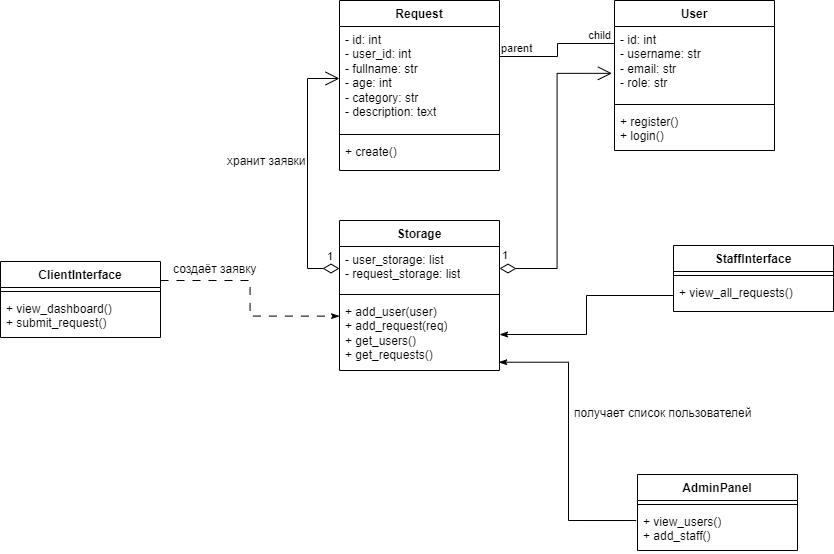 Request
- id: int
- user_id: int
- fullname: str
- age: int
- category: str
- description: text
+ create()
parent
child
User
- id: int
- username: str
- email: str
- role: str
+ register()
+ login()
хранит заявки
1
Storage
- user_storage: list
- request_storage: list
+ add_user(user)
+ add_request(req)
+ get_users()
+ get_requests()
1
ClientInterface
+ view_dashboard()
+ submit_request()
создаёт заявку
StaffInterface
+ view_all_requests()
получает список пользователей
AdminPanel
+ view_users()
+ add_staff()